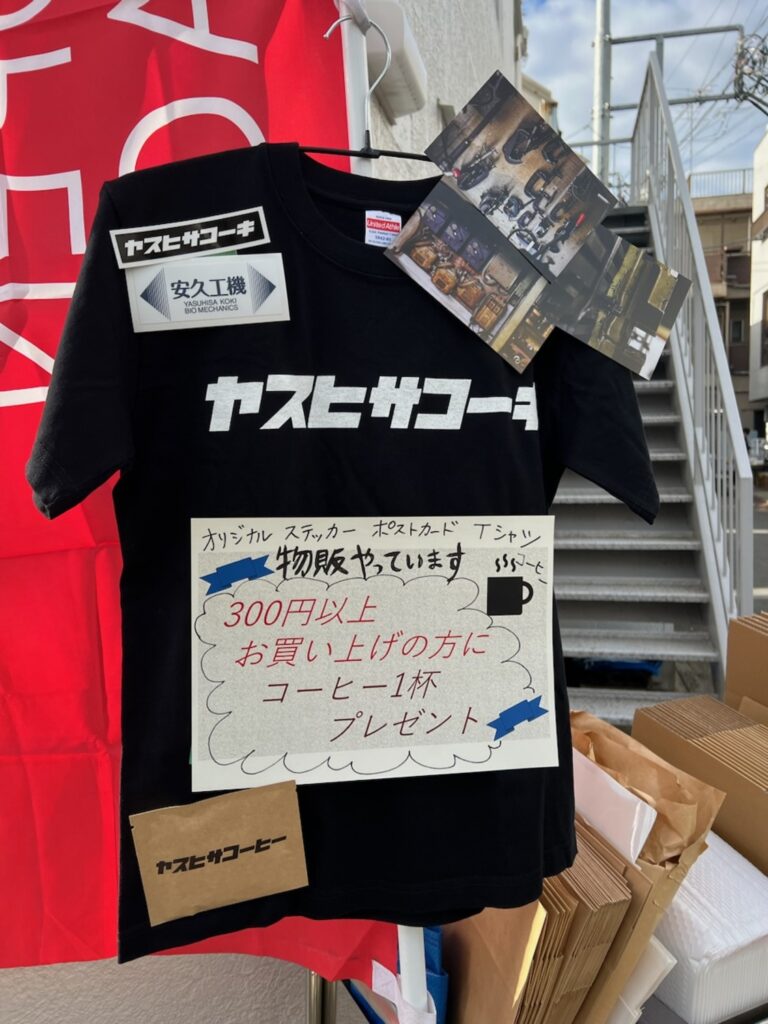 ヤスヒサコーキ
安久工機
YASUHISA KOKI
BIO MECHANICS
United Athle
ヤスヒサコーキ
オリジナル ステッカー ポストカード Tシャツ
物販やっています
コーヒー
300円以上
お買い上げの方に
コーヒー1杯
プレゼント
ヤスヒサコーヒー